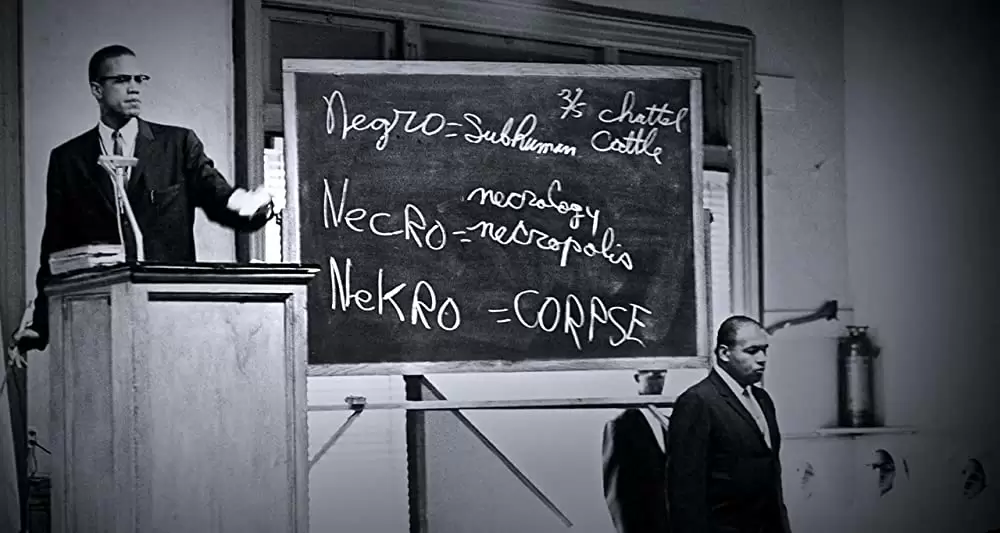 Negro = Subhuman 3/5 chattel
cattle
necrology
NecRO = necropolis
NeKRO = CORPSE